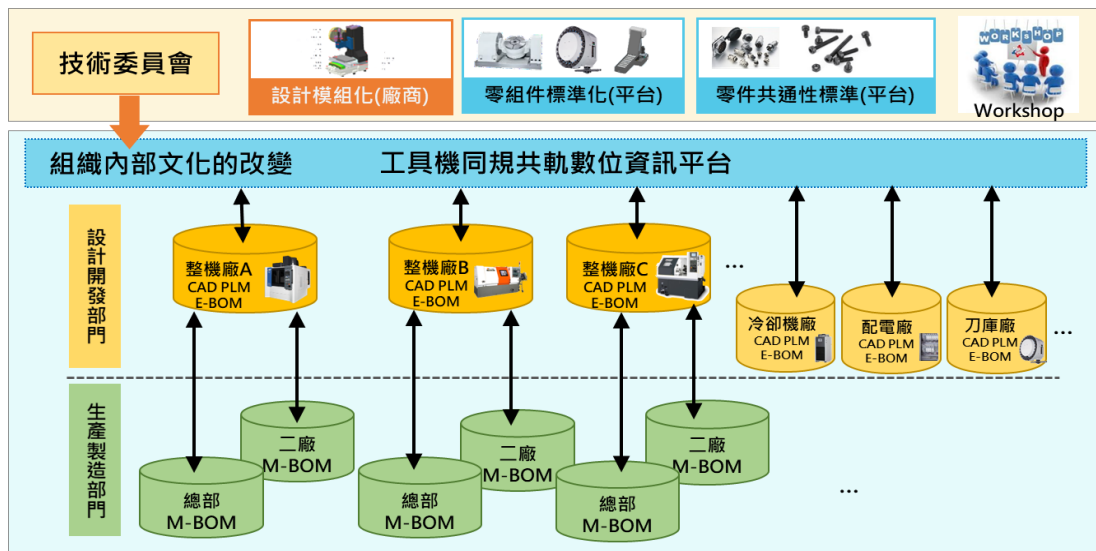 技術委員會
設計模組化(廠商)
零組件標準化(平台)
零件共通性標準(平台)
WORKSHOP
Workshop
組織內部文化的改變
工具機同規共軌數位資訊平台
設計開發部門
整機廠A
CAD PLM
E-BOM
整機廠B
CAD PLM
E-BOM
整機廠C
CAD PLM
E-BOM
...
冷卻機廠
CAD PLM
E-BOM
配電廠
CAD PLM
E-BOM
刀庫廠
CAD PLM
E-BOM
...
生產製造部門
二廠
M-BOM
總部
M-BOM
二廠
M-BOM
總部
M-BOM
二廠
M-BOM
總部
M-BOM
...